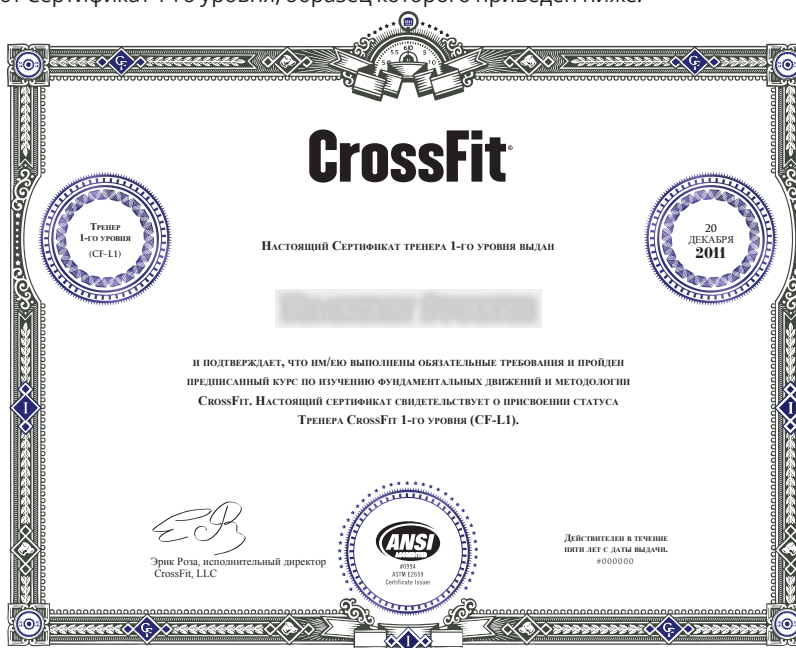 Сертификат 1-го уровня, образец которого приведен ниже.
CrossFit®
Тренер
1-го уровня
(CF-L1)
20
декабря
2011
Настоящий Сертификат тренера 1-го уровня выдан
и подтверждает, что им/ею выполнены обязательные требования и пройден
предписанный курс по изучению фундаментальных движений и методологии
CrossFit. Настоящий сертификат свидетельствует о присвоении статуса
Тренера CrossFit 1-го уровня (CF-L1).
Эрик Роза, исполнительный директор
CrossFit, LLC
ANSI
ACCREDITED
#0994
ASTM E2659
Certificate Issuer
Действителен в течение
пяти лет с даты выдачи.
#000000